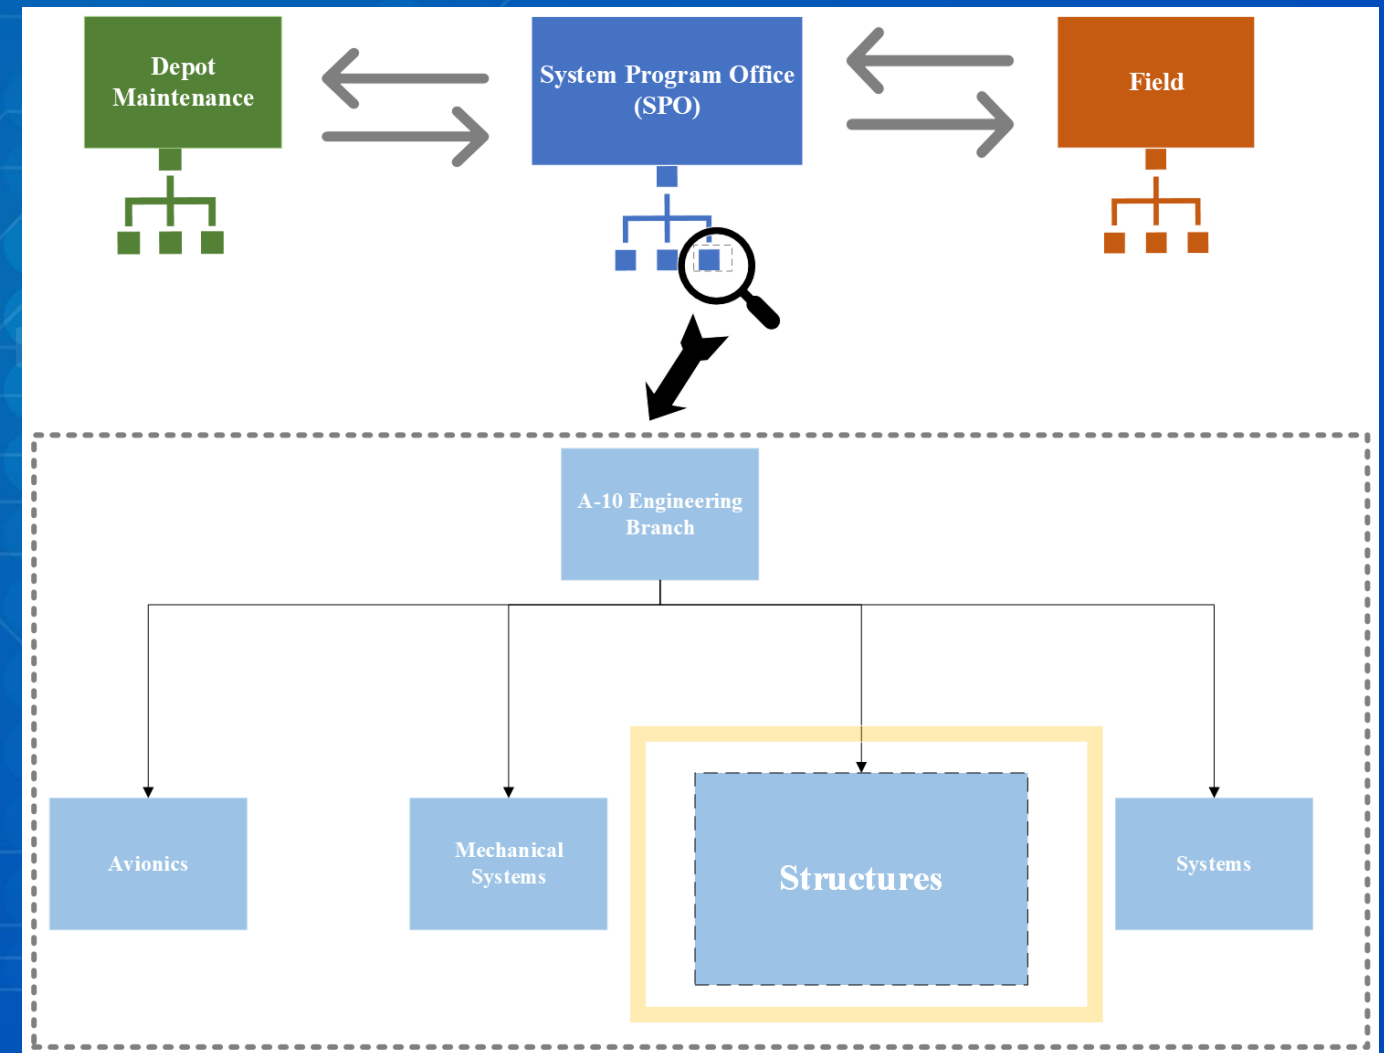 Depot
Maintenance
System Program Office
(SPO)
Field
A-10 Engineering
Branch
Avionics
Mechanical
Systems
Structures
Systems